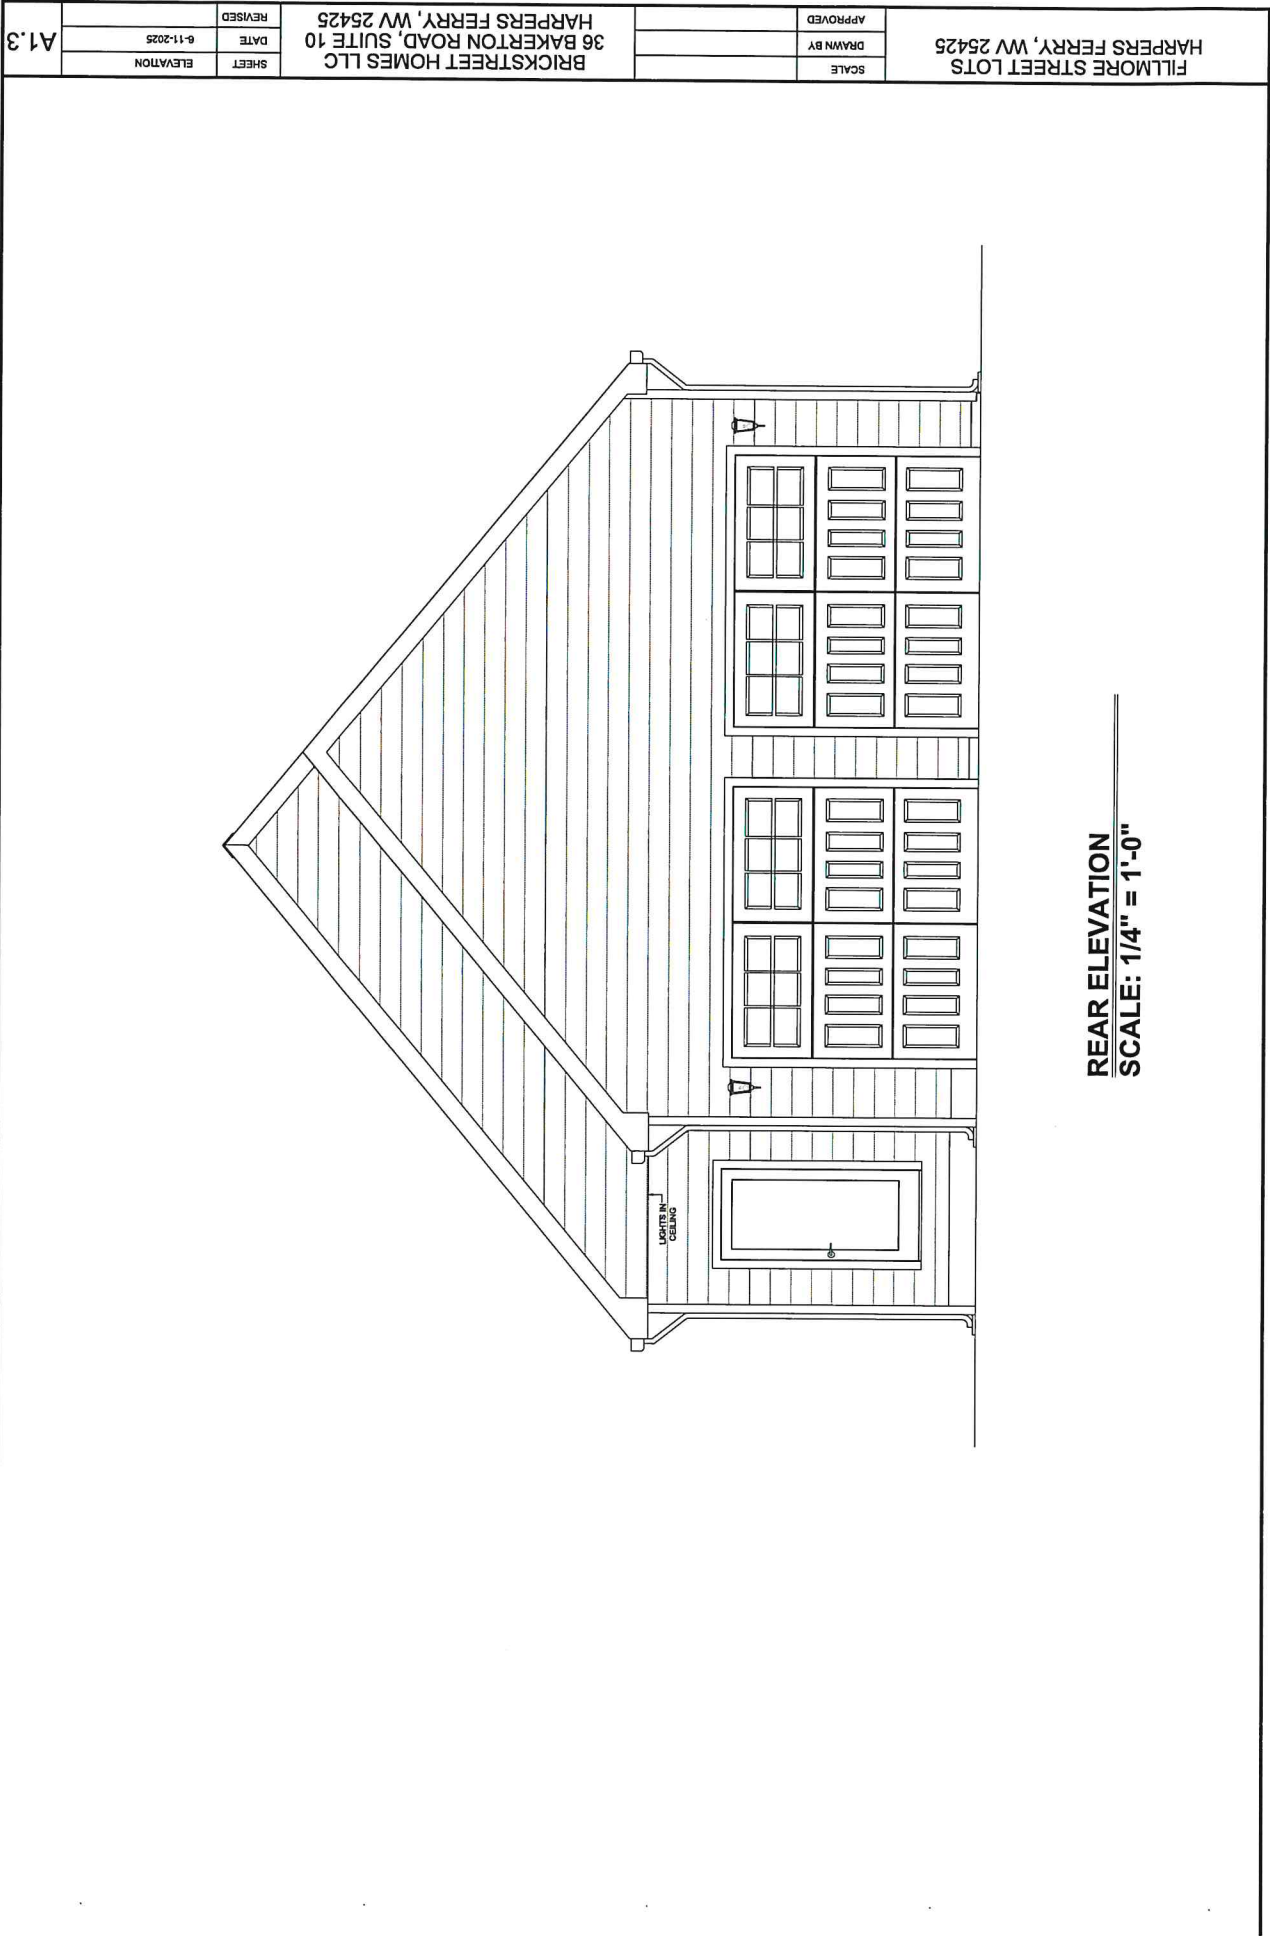 FILLMORE STREET LOTS
HARPERS FERRY, WV 25425
SCALE
DRAWN BY
APPROVED
BRICKSTREET HOMES LLC
36 BAKERTON ROAD, SUITE 10
HARPERS FERRY, WV 25425
SHEET
ELEVATION
DATE
6-11-2025
REVISED
A1.3
LIGHTS IN
CEILING
REAR ELEVATION
SCALE: 1/4" = 1'-0"